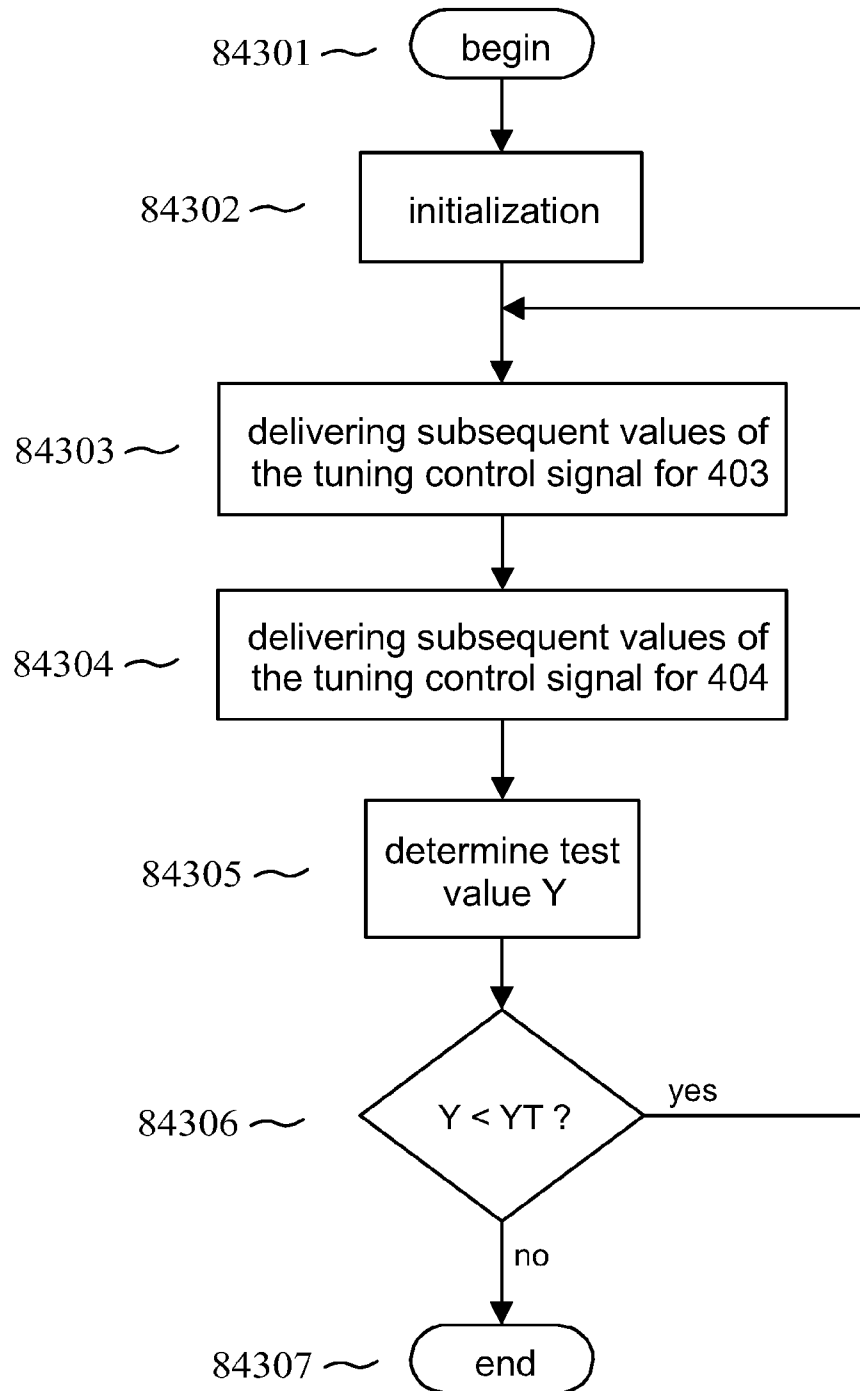 84301 begin
84302 initialization
84303 delivering subsequent values of
the tuning control signal for 403
84304 delivering subsequent values of
the tuning control signal for 404
84305 determine test
value Y
84306 Y < YT ? yes
no
84307 end